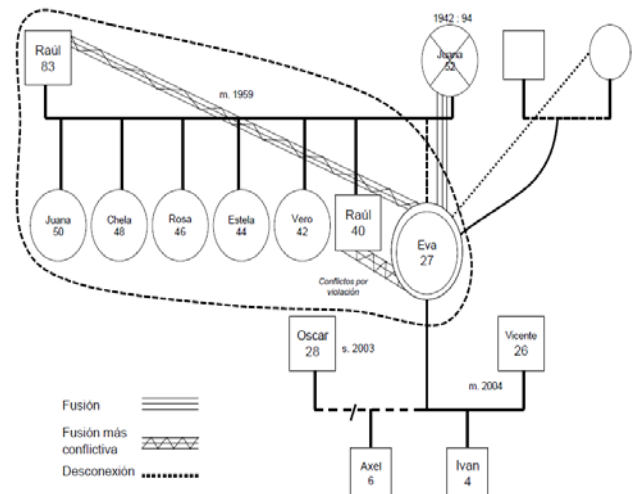 1942 : 94
Raúl
83
Juana
52
m. 1959
Juana
50
Chela
48
Rosa
46
Estela
44
Vero
42
Raúl
40
Eva
27
Conflictos por
violación
Oscar
28
s. 2003
Vicente
26
m. 2004
Fusión
Fusión más
conflictiva
Desconexión
Axel
6
Ivan
4